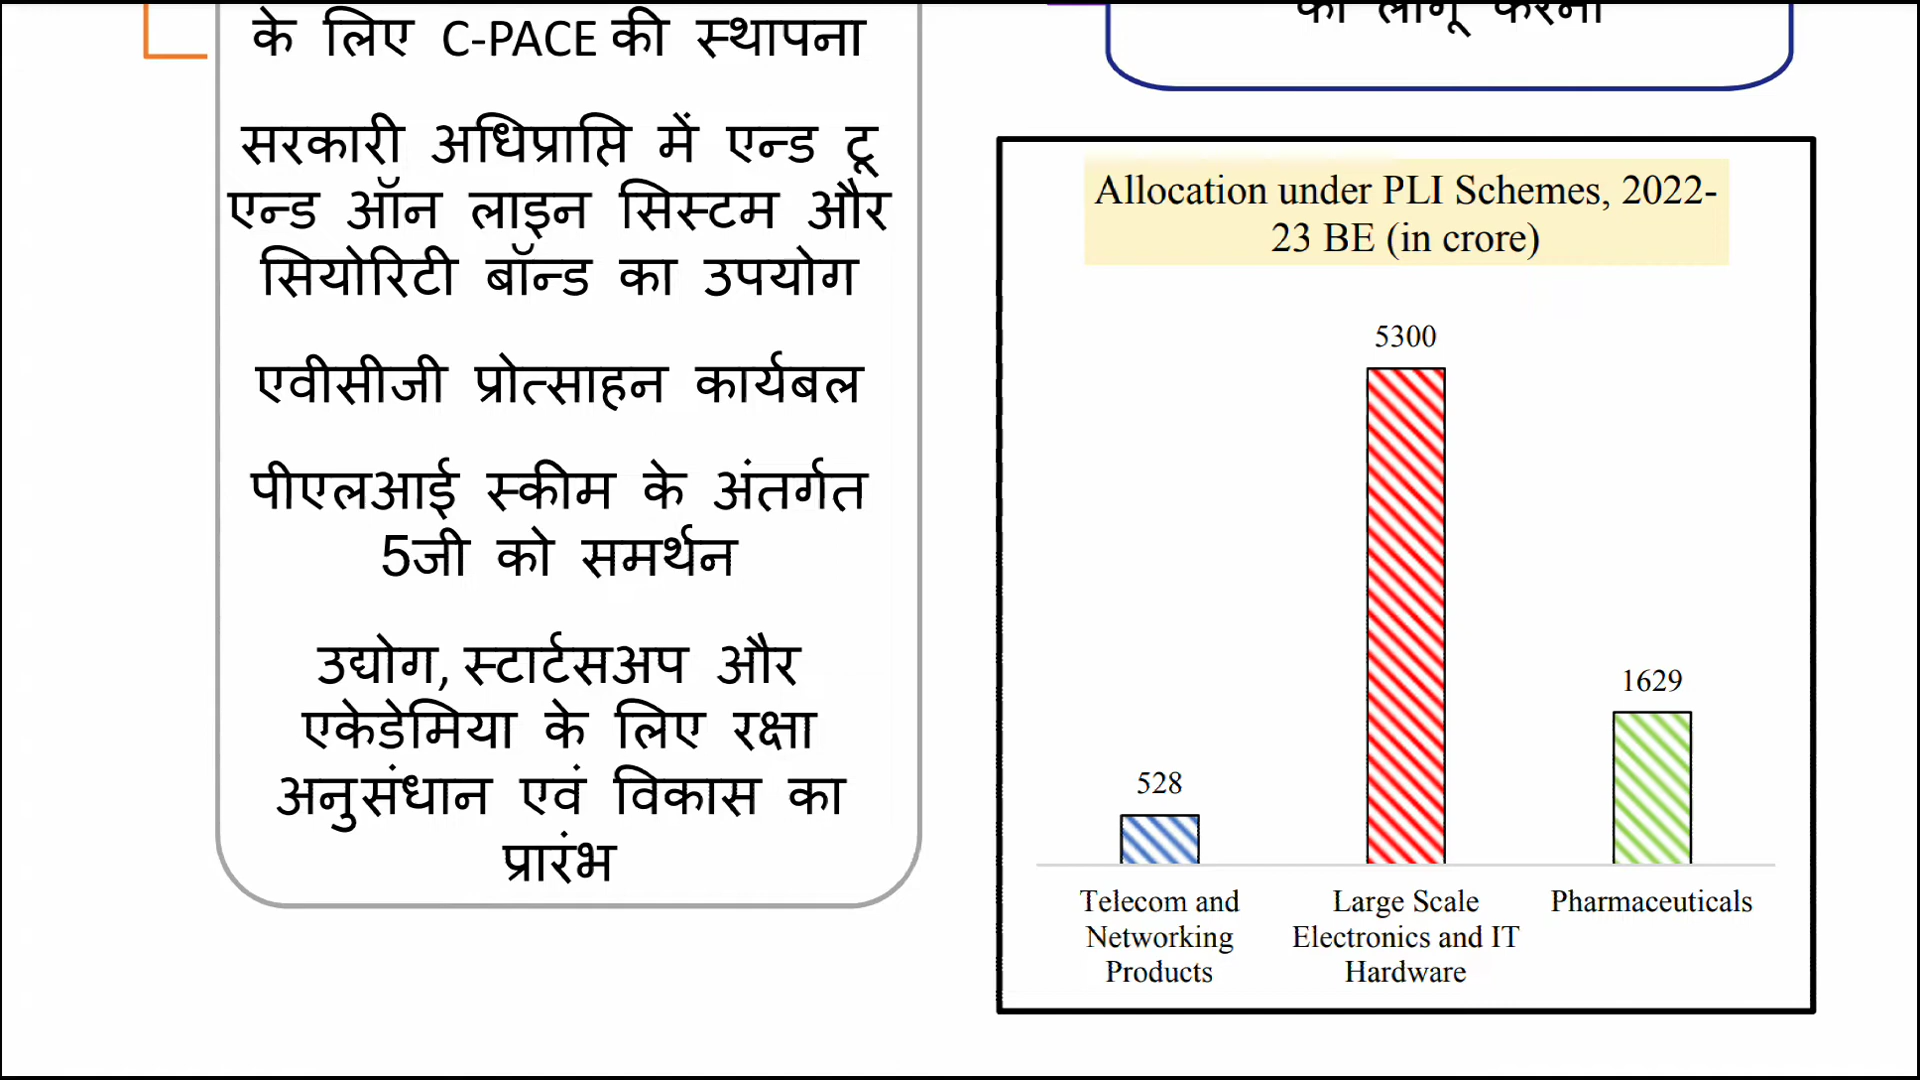 के लिए C-PACE की स्थापना
सरकारी अधिप्राप्ति में एन्ड टू
एन्ड ऑन लाइन सिस्टम और
सियोरिटी बॉन्ड का उपयोग
एवीसीजी प्रोत्साहन कार्यबल
पीएलआई स्कीम के अंतर्गत
5जी को समर्थन
उद्योग, स्टार्टसअप और
एकेडेमिया के लिए रक्षा
अनुसंधान एवं विकास का
प्रारंभ
को लागू करना
Allocation under PLI Schemes, 2022-
23 BE (in crore)
5300
1629
528
Telecom and
Networking
Products
Large Scale
Electronics and IT
Hardware
Pharmaceuticals